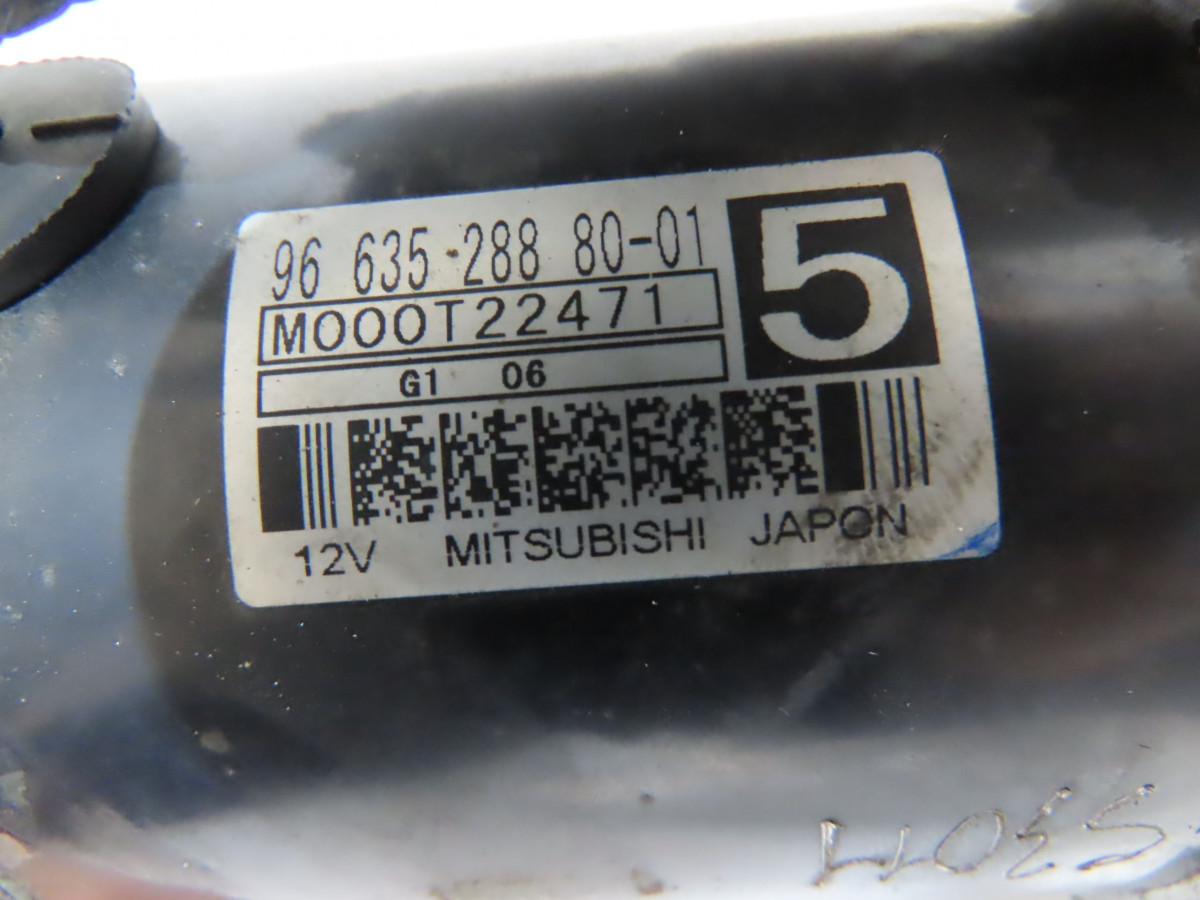 96 635 288 80-01
5
M000T22471
G1 06
12V MITSUBISHI JAPON